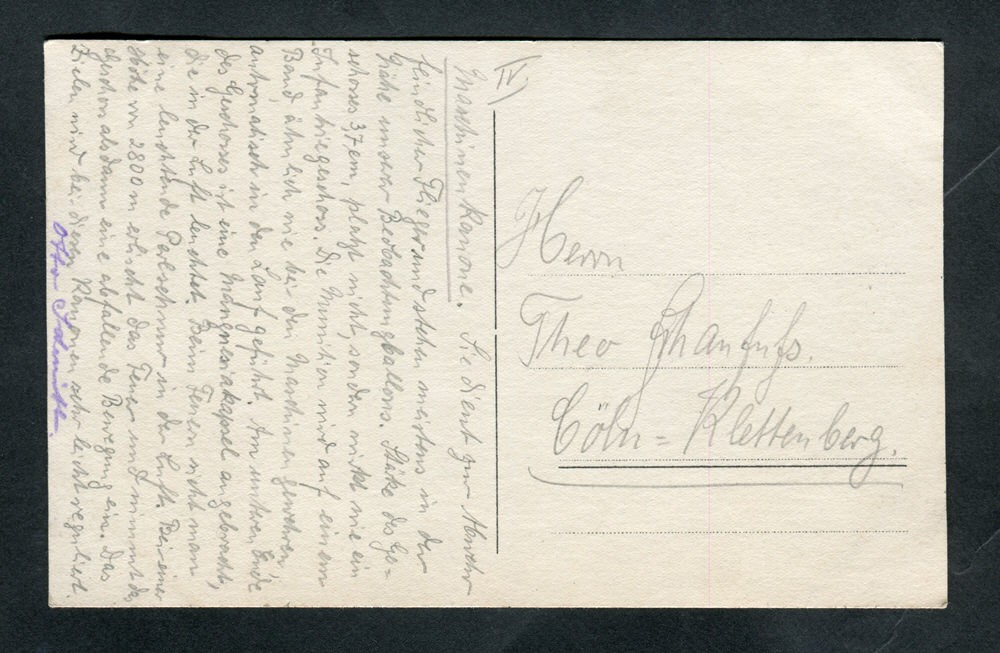 IV
Maschinenkanone. Sie dient zur Abwehr
feindlicher Flieger und stehen meistens in der
Nähe unserer Beobachtungsballons. Stärke des Ge-
schosses 3,7 cm, platzt nicht, sondern wirkt wie ein
Infanteriegeschoss. Die Munition wird auf einem
Band ähnlich wie bei den Maschinengewehren
automatisch in den Lauf geführt. Am unteren Ende
des Geschosses ist eine Magnesiakapsel angebracht,
die in der Luft leuchtet. Beim Feuern sieht man
eine leuchtende Perlschnur in der Luft. Bei einer
Höhe von 2800 m erlischt das Feuer und nimmt das
Geschoss alsdann eine abfallende Bewegung ein. Das
Zielen wird bei diesen Kanonen sehr leicht reguliert.
Otto Schmidt.
Herrn
Theo
Cöln = Klettenberg.